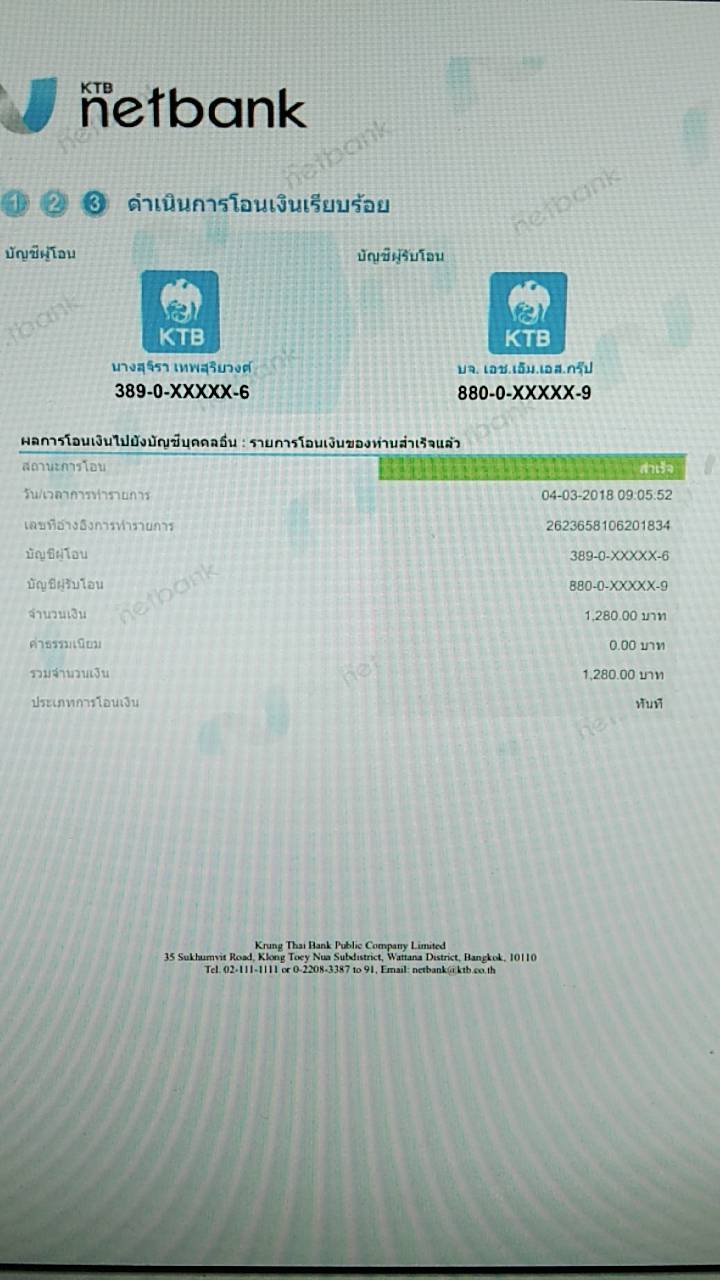 KTB
netbank
1 2 3 ดำเนินการโอนเงินเรียบร้อย
บัญชีผู้โอน บัญชีผู้รับโอน
KTB KTB
นางสุจิรา เทพสุริยวงศ์ บจ. เอช.เอ็ม.เอส.กรุ๊ป
389-0-XXXXX-6 880-0-XXXXX-9
ผลการโอนเงินไปยังบัญชีบุคคลอื่น : รายการโอนเงินของท่านสำเร็จแล้ว
สถานะการโอน สำเร็จ
วัน/เวลาการทำรายการ 04-03-2018 09:05:52
เลขที่อ้างอิงการทำรายการ 2623658106201834
บัญชีผู้โอน 389-0-XXXXX-6
บัญชีผู้รับโอน 880-0-XXXXX-9
จำนวนเงิน 1,280.00 บาท
ค่าธรรมเนียม 0.00 บาท
รวมจำนวนเงิน 1,280.00 บาท
ประเภทการโอนเงิน ทันที
Krung Thai Bank Public Company Limited
35 Sukhumvit Road, Klong Toey Nua Subdistrict, Wattana District, Bangkok, 10110
Tel. 02-111-1111 or 0-2208-3387 to 91, Email: netbank@ktb.co.th